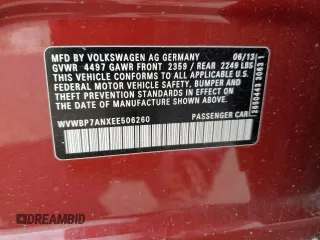 MFD BY VOLKSWAGEN AG GERMANY 06/13
GVWR 4497 GAWR FRONT 2359 / REAR 2249 LBS
THIS VEHICLE CONFORMS TO ALL APPLICABLE U.S.
FEDERAL MOTOR VEHICLE SAFETY, BUMPER AND
THEFT PREVENTION STANDARDS IN EFFECT ON THE
DATE OF MANUFACTURE SHOWN ABOVE.
WVWBP7ANXEE506260 PASSENGER CAR
DREAMBID